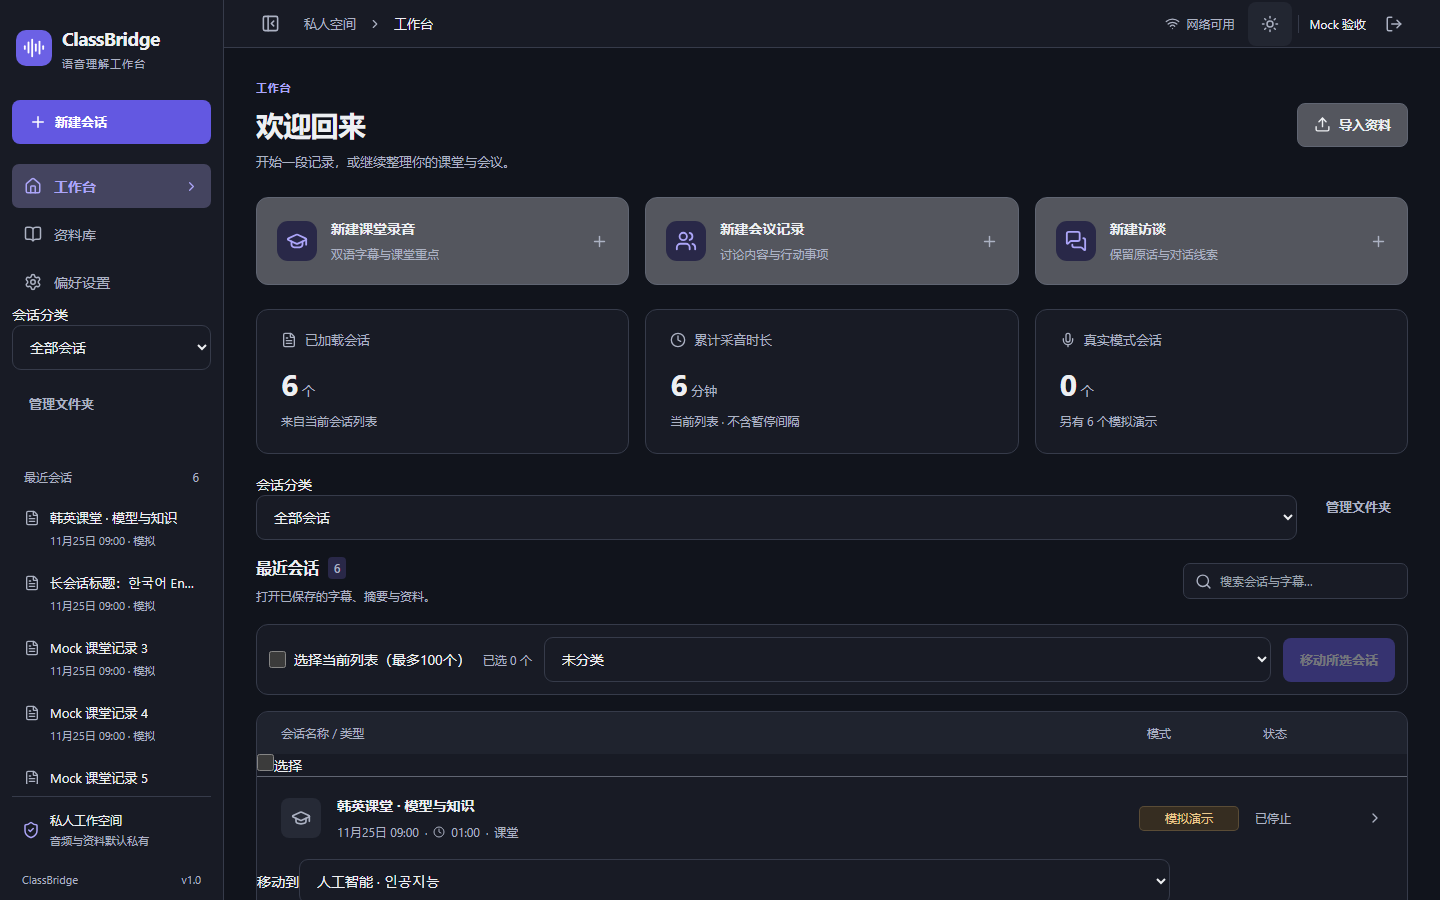 ClassBridge
语音理解工作台
新建会话
工作台
资料库
偏好设置
会话分类
全部会话
管理文件夹
最近会话 6
韩英课堂 · 模型与知识
11月25日 09:00 · 模拟
长会话标题：한국어 En...
11月25日 09:00 · 模拟
Mock 课堂记录 3
11月25日 09:00 · 模拟
Mock 课堂记录 4
11月25日 09:00 · 模拟
Mock 课堂记录 5
私人工作空间
音频与资料默认私有
ClassBridge v1.0
私人空间 工作台
网络可用 Mock 验收
工作台
欢迎回来
开始一段记录，或继续整理你的课堂与会议。
导入资料
新建课堂录音
双语字幕与课堂重点
新建会议记录
讨论内容与行动事项
新建访谈
保留原话与对话线索
已加载会话
6 个
来自当前会话列表
累计采音时长
6 分钟
当前列表 · 不含暂停间隔
真实模式会话
0 个
另有 6 个模拟演示
会话分类
全部会话
管理文件夹
最近会话 6
打开已保存的字幕、摘要与资料。
搜索会话与字幕...
选择当前列表（最多100个） 已选 0 个 未分类 移动所选会话
会话名称 / 类型 模式 状态
选择
韩英课堂 · 模型与知识
11月25日 09:00 · 01:00 · 课堂
模拟演示 已停止
移动到 人工智能 · 인공지능